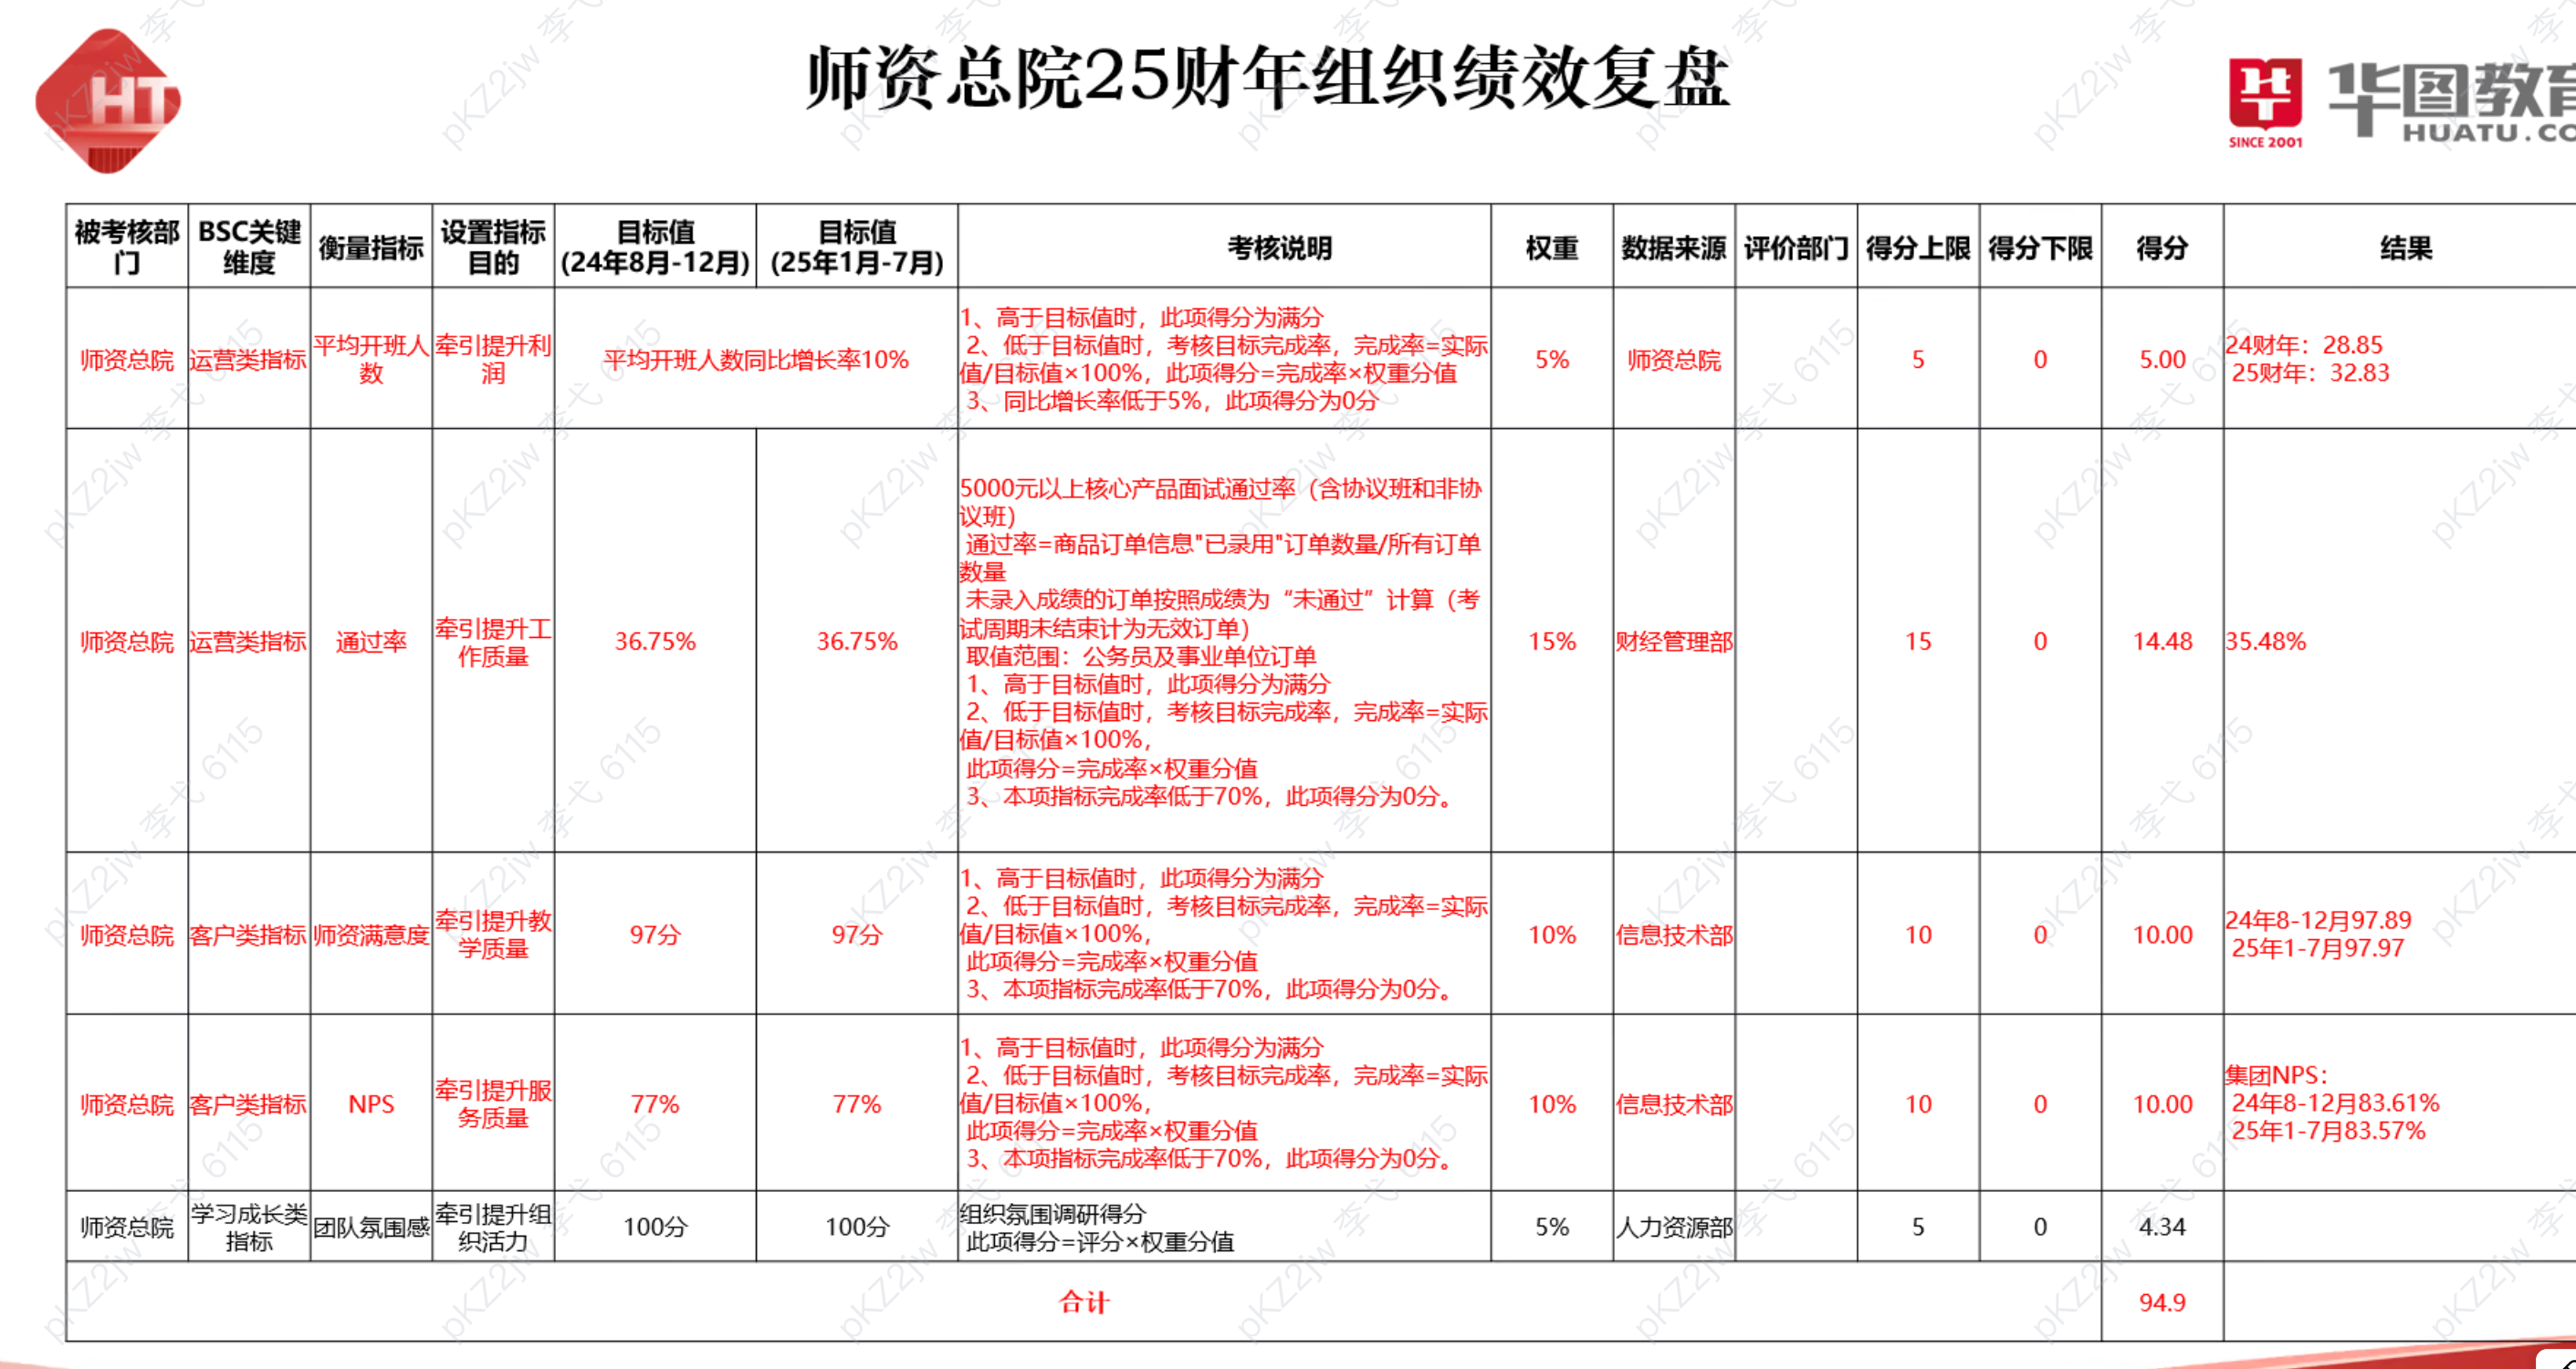 HT
师资总院25财年组织绩效复盘
SINCE 2001
华图教育
HUATU.CO
被考核部门
BSC关键维度
衡量指标
设置指标目的
目标值
(24年8月-12月)
目标值
(25年1月-7月)
考核说明
权重
数据来源
评价部门
得分上限
得分下限
得分
结果
师资总院
运营类指标
平均开班人数
牵引提升利润
平均开班人数同比增长率10%
1、高于目标值时，此项得分为满分
2、低于目标值时，考核目标完成率，完成率=实际
值/目标值×100%，此项得分=完成率×权重分值
3、同比增长率低于5%，此项得分为0分
5%
师资总院
5
0
5.00
24财年：28.85
25财年：32.83
师资总院
运营类指标
通过率
牵引提升工作质量
36.75%
36.75%
5000元以上核心产品面试通过率（含协议班和非协
议班）
通过率=商品订单信息"已录用"订单数量/所有订单
数量
未录入成绩的订单按照成绩为“未通过”计算（考
试周期未结束计为无效订单）
取值范围：公务员及事业单位订单
1、高于目标值时，此项得分为满分
2、低于目标值时，考核目标完成率，完成率=实际
值/目标值×100%，
此项得分=完成率×权重分值
3、本项指标完成率低于70%，此项得分为0分。
15%
财经管理部
15
0
14.48
35.48%
师资总院
客户类指标
师资满意度
牵引提升教学质量
97分
97分
1、高于目标值时，此项得分为满分
2、低于目标值时，考核目标完成率，完成率=实际
值/目标值×100%，
此项得分=完成率×权重分值
3、本项指标完成率低于70%，此项得分为0分。
10%
信息技术部
10
0
10.00
24年8-12月97.89
25年1-7月97.97
师资总院
客户类指标
NPS
牵引提升服务质量
77%
77%
1、高于目标值时，此项得分为满分
2、低于目标值时，考核目标完成率，完成率=实际
值/目标值×100%，
此项得分=完成率×权重分值
3、本项指标完成率低于70%，此项得分为0分。
10%
信息技术部
10
0
10.00
集团NPS：
24年8-12月83.61%
25年1-7月83.57%
师资总院
学习成长类指标
团队氛围感
牵引提升组织活力
100分
100分
组织氛围调研得分
此项得分=评分×权重分值
5%
人力资源部
5
0
4.34
合计
94.9
pKZ2jw 李弋 6115